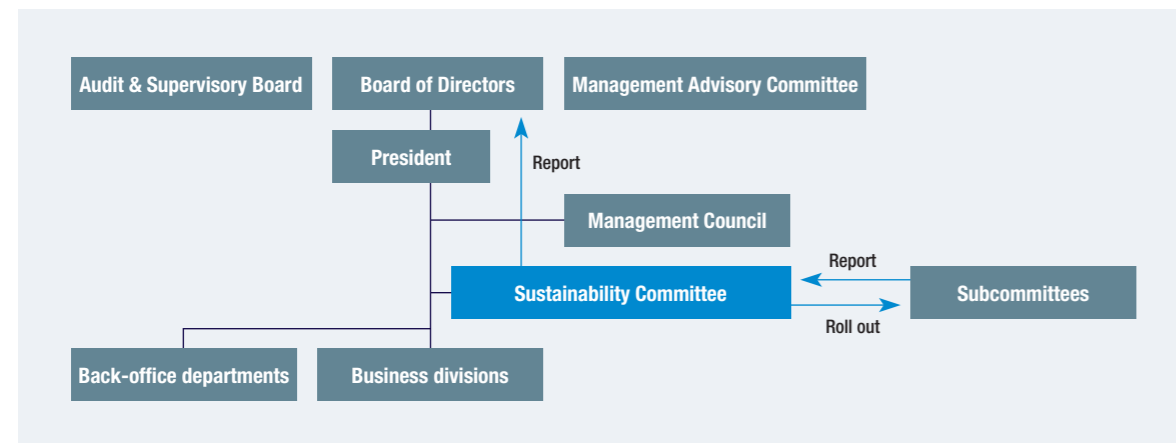 Audit & Supervisory Board
Board of Directors
Management Advisory Committee
President
Report
Management Council
Sustainability Committee
Report
Subcommittees
Roll out
Back-office departments
Business divisions